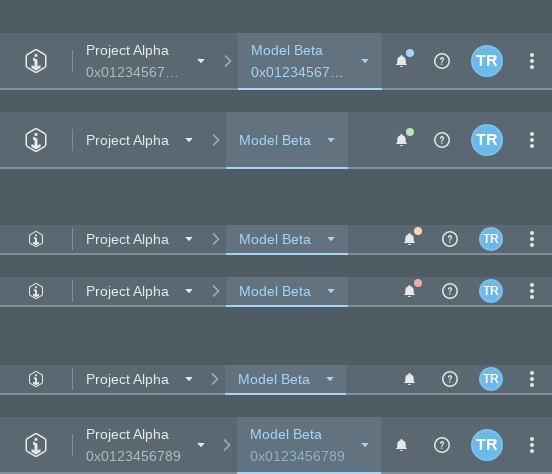 Project Alpha Model Beta
0x01234567... 0x01234567... TR
Project Alpha Model Beta TR
Project Alpha Model Beta TR
Project Alpha Model Beta TR
Project Alpha Model Beta TR
Project Alpha Model Beta
0x0123456789 0x0123456789 TR